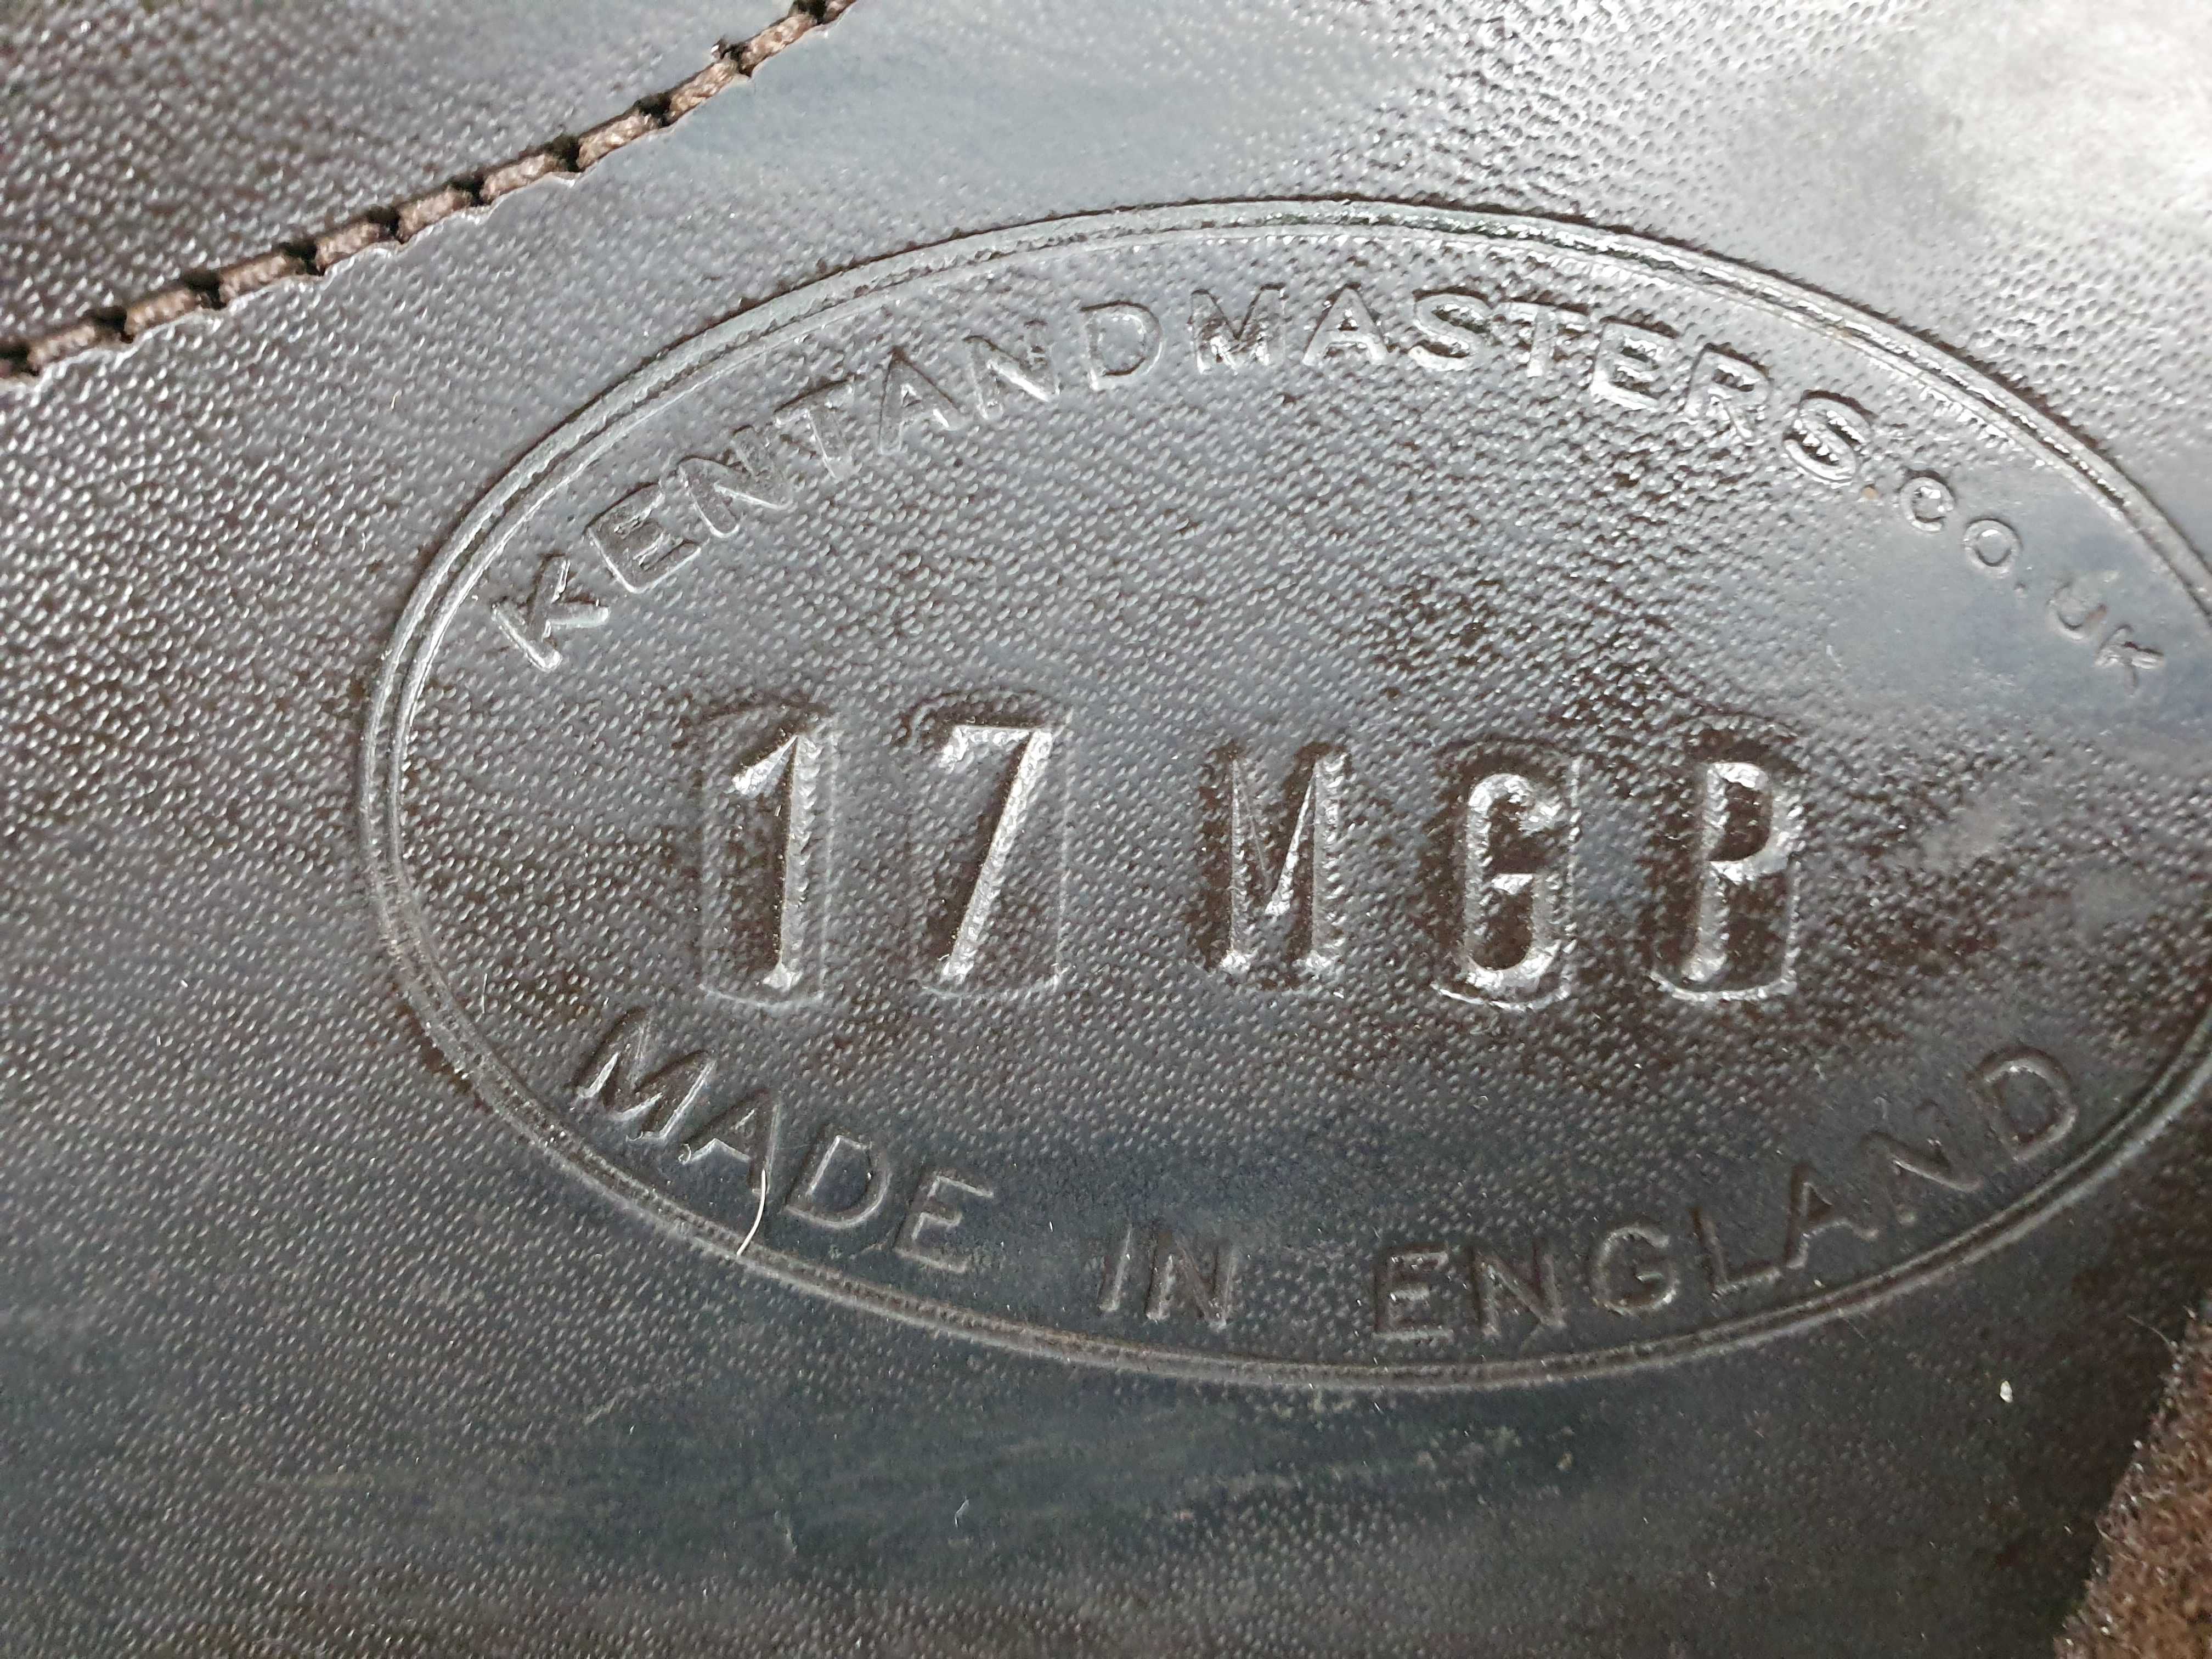 KENTANDMASTERS.CO.UK
17 MGP
MADE IN ENGLAND